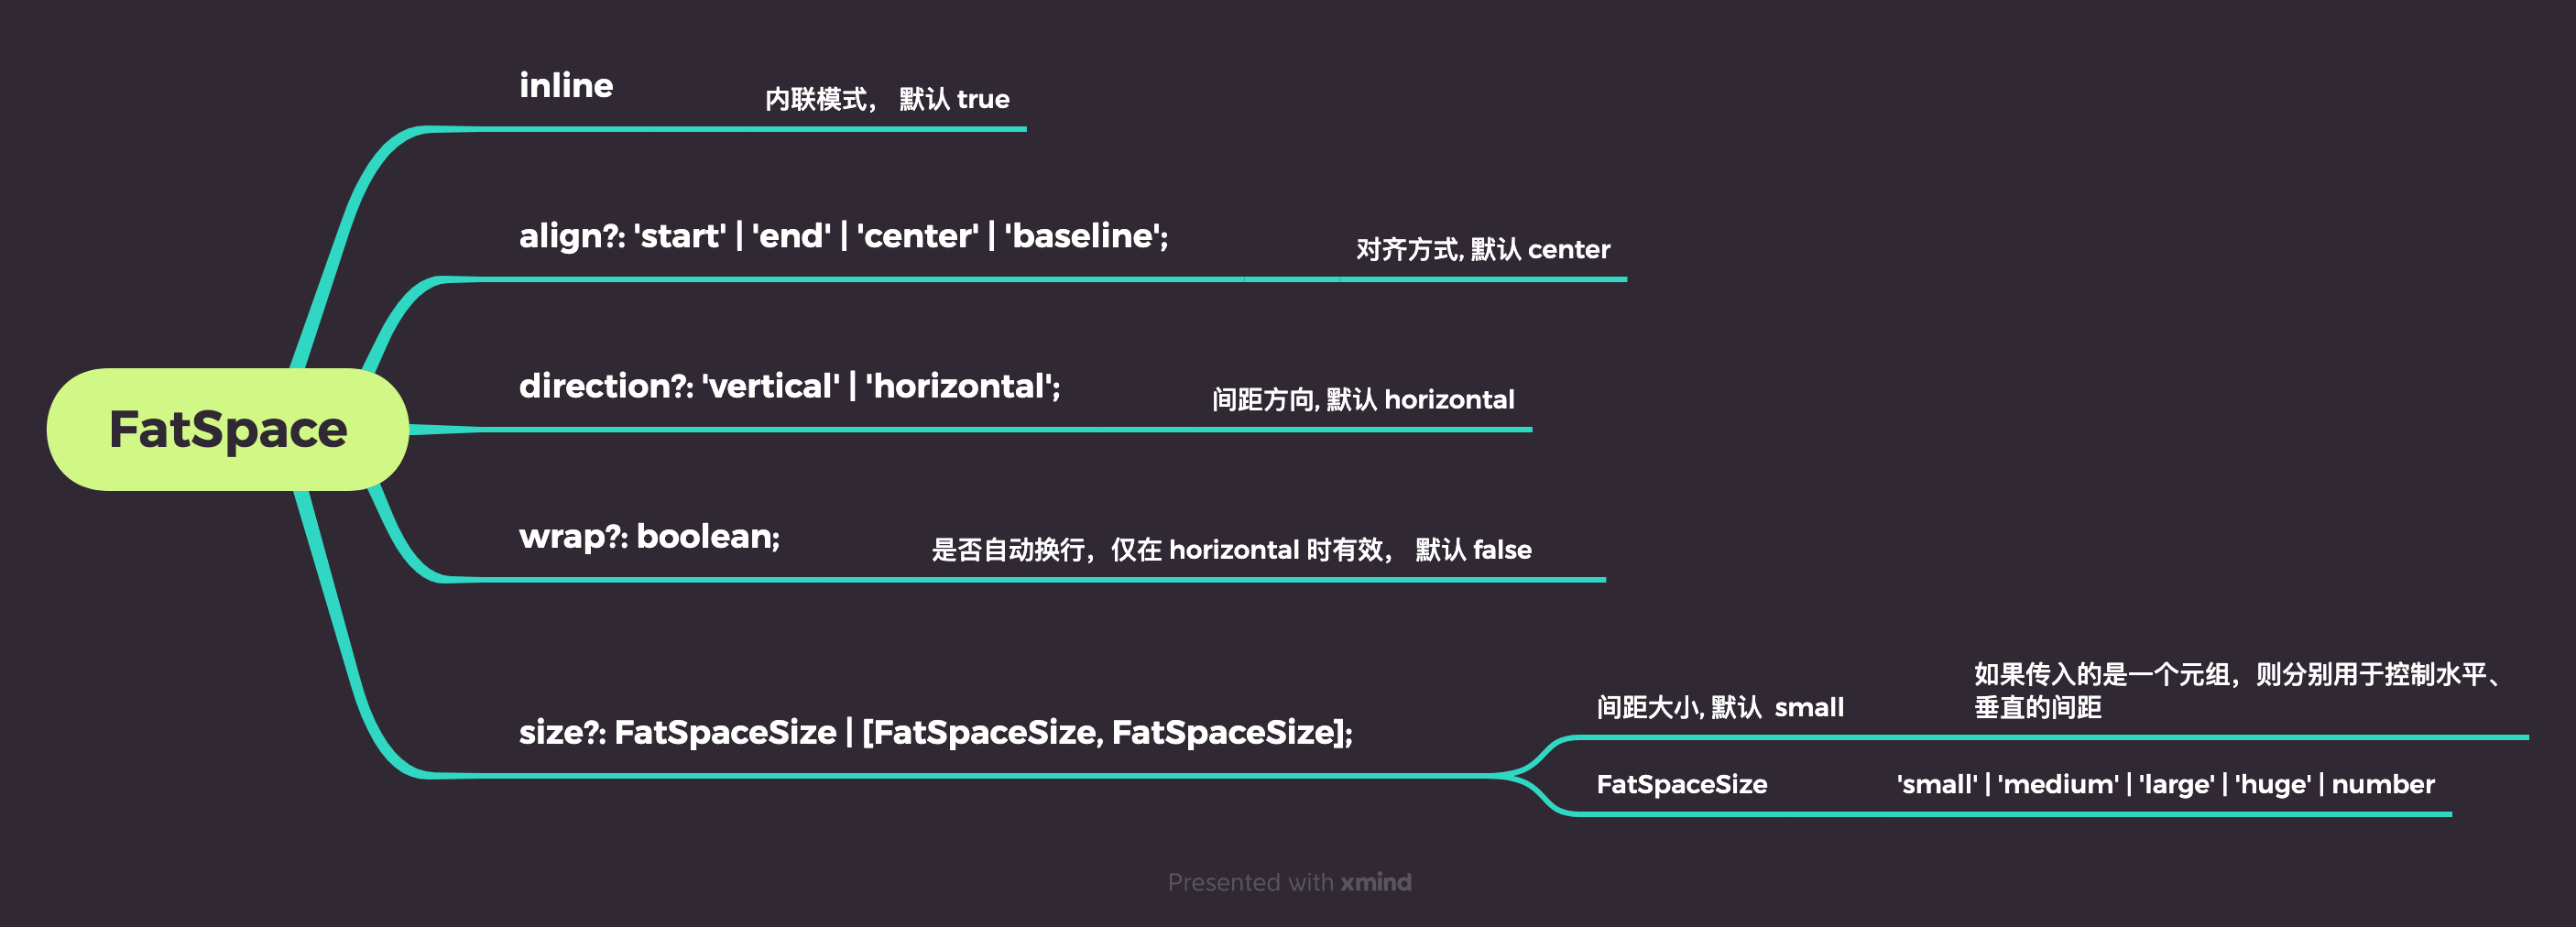 inline
内联模式， 默认 true
align?: 'start' | 'end' | 'center' | 'baseline';
对齐方式, 默认 center
direction?: 'vertical' | 'horizontal';
间距方向, 默认 horizontal
FatSpace
wrap?: boolean;
是否自动换行，仅在 horizontal 时有效， 默认 false
size?: FatSpaceSize | [FatSpaceSize, FatSpaceSize];
间距大小, 默认  small
如果传入的是一个元组，则分别用于控制水平、
垂直的间距
FatSpaceSize
'small' | 'medium' | 'large' | 'huge' | number
Presented with xmind